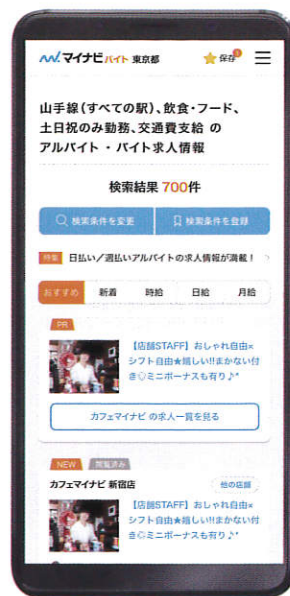 マイナビバイト 東京都 保存
山手線(すべての駅)、飲食・フード、
土日祝のみ勤務、交通費支給 の
アルバイト ・ バイト求人情報
検索結果 700件
検索条件を変更 検索条件を登録
特集 日払い／週払いアルバイトの求人情報が満載！
おすすめ 新着 時給 日給 月給
PR
【店舗STAFF】おしゃれ自由×
シフト自由★嬉しい!!まかない付
き◎ミニボーナスも有り♪*
カフェマイナビ の求人一覧を見る
NEW 閲覧済み
カフェマイナビ 新宿店 他の店舗
【店舗STAFF】おしゃれ自由×
シフト自由★嬉しい!!まかない付
き◎ミニボーナスも有り♪*